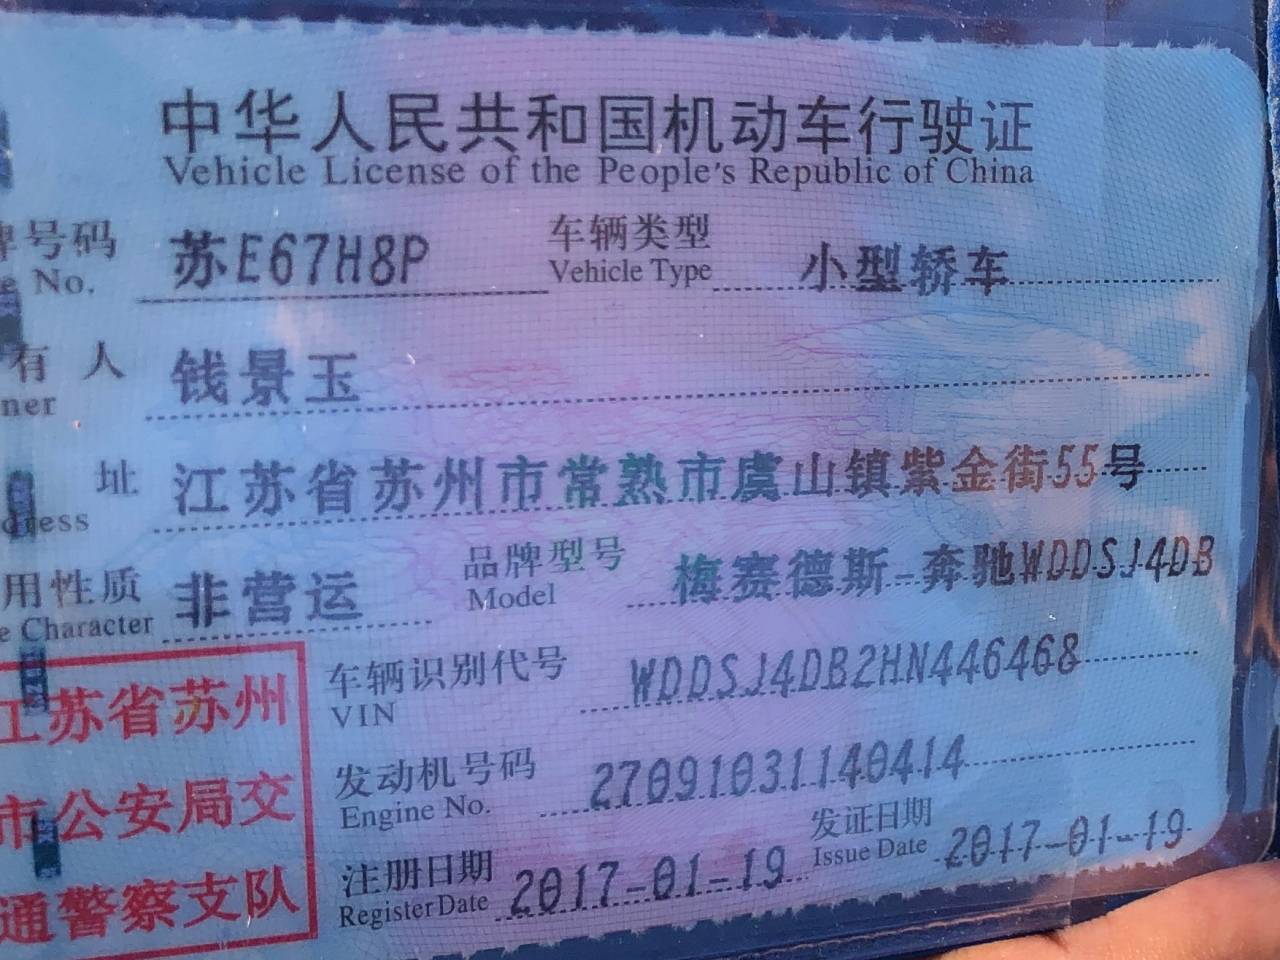 中华人民共和国机动车行驶证
Vehicle License of the People's Republic of China
牌号码 苏E67H8P 车辆类型 小型轿车
e No. Vehicle Type
有 人 钱景玉
ner
址 江苏省苏州市常熟市虞山镇紫金街55号
dress
用性质 非营运 品牌型号 梅赛德斯-奔驰WDDSJ4DB
e Character Model
车辆识别代号 WDDSJ4DB2HN446468
VIN
发动机号码 27091031140414
Engine No.
注册日期 2017-01-19 发证日期 2017-01-19
Register Date Issue Date
江苏省苏州
市公安局交
通警察支队